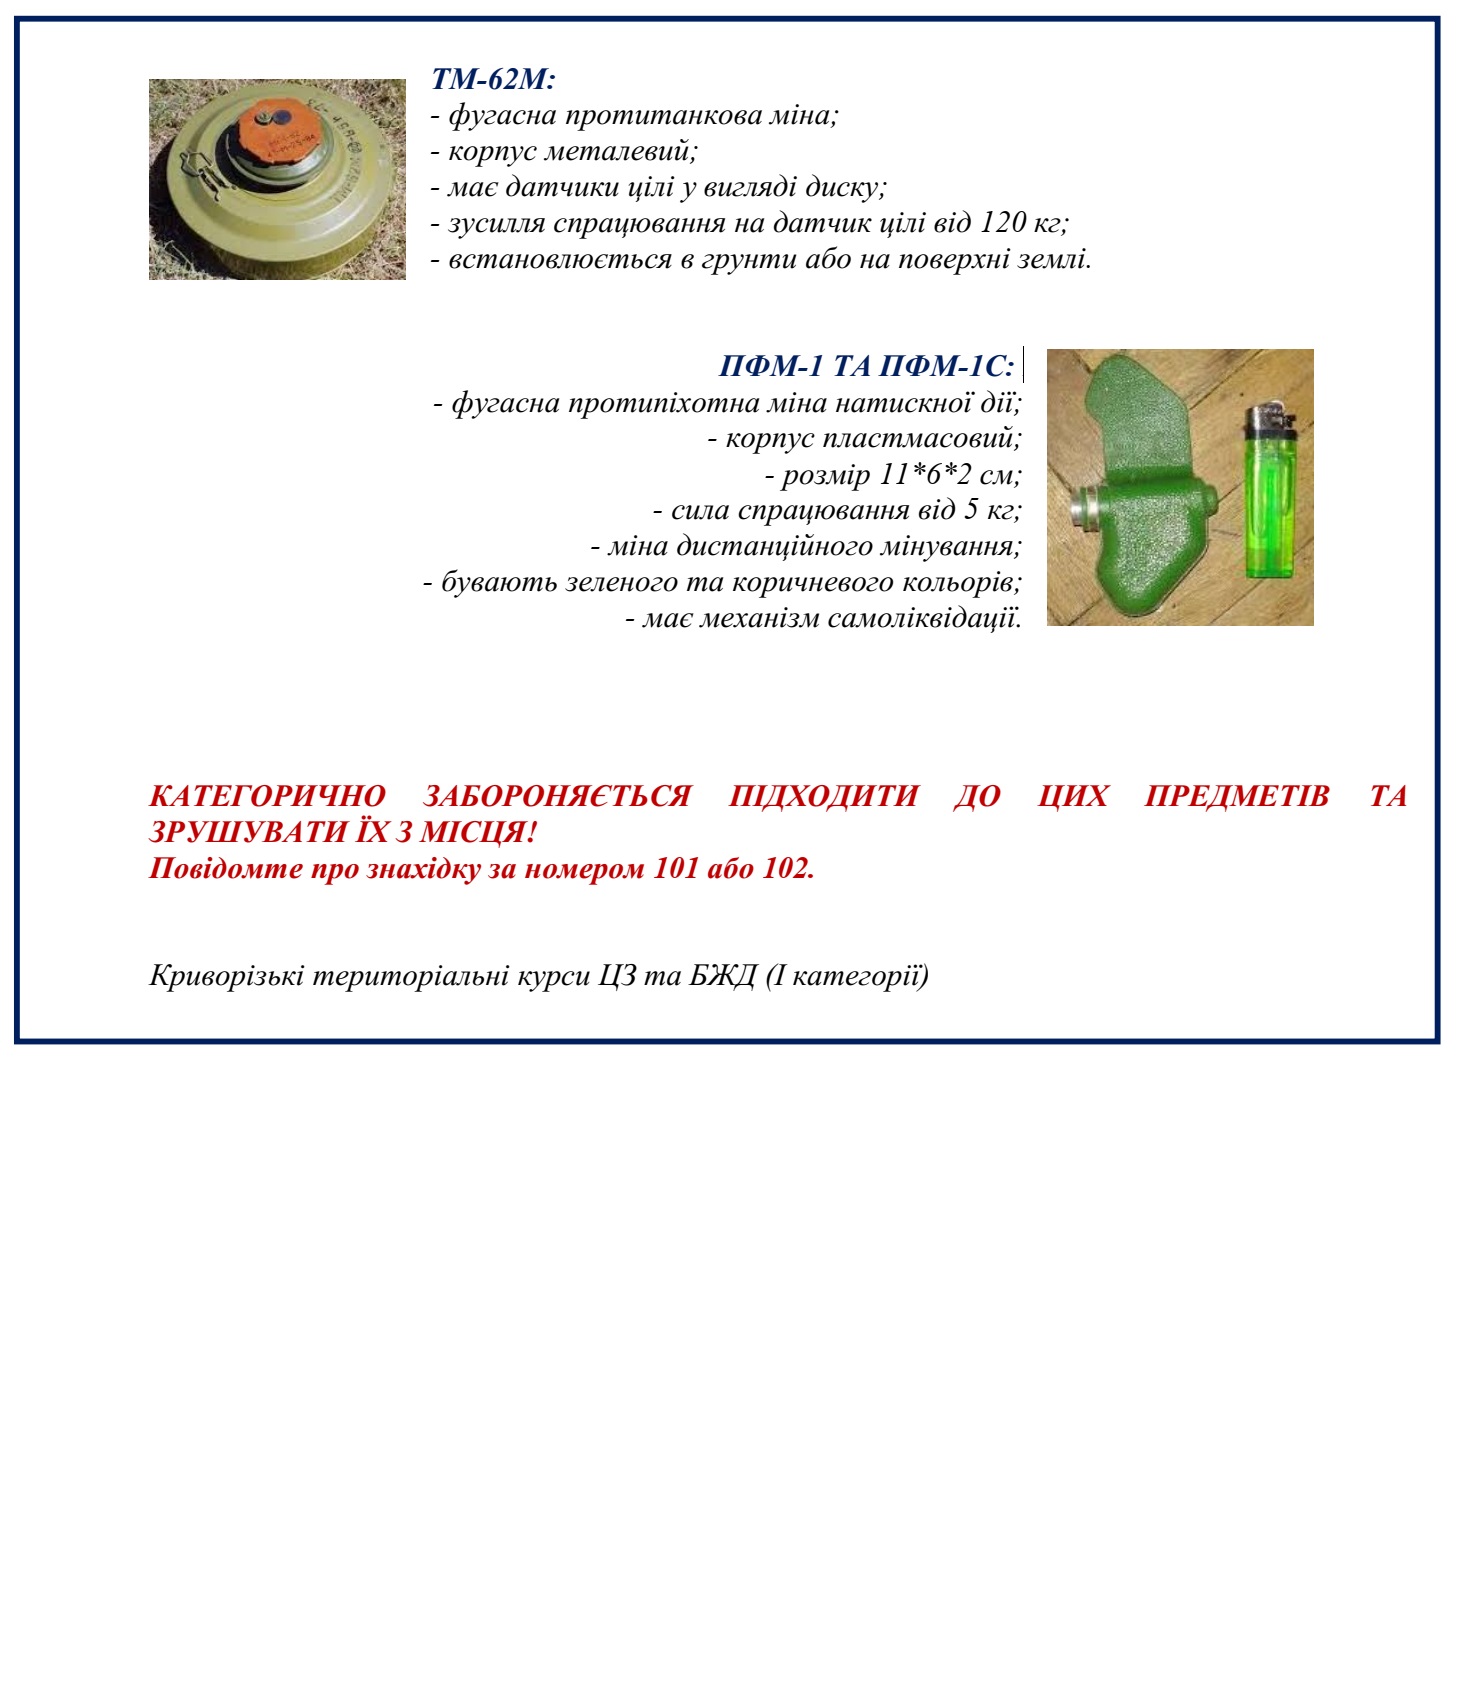 ТМ-62М:
- фугасна протитанкова міна;
- корпус металевий;
- має датчики цілі у вигляді диску;
- зусилля спрацювання на датчик цілі від 120 кг;
- встановлюється в грунти або на поверхні землі.
ПФМ-1 ТА ПФМ-1С:
- фугасна протипіхотна міна натискної дії;
- корпус пластмасовий;
- розмір 11*6*2 см;
- сила спрацювання від 5 кг;
- міна дистанційного мінування;
- бувають зеленого та коричневого кольорів;
- має механізм самоліквідації.
КАТЕГОРИЧНО ЗАБОРОНЯЄТЬСЯ ПІДХОДИТИ ДО ЦИХ ПРЕДМЕТІВ ТА
ЗРУШУВАТИ ЇХ З МІСЦЯ!
Повідомте про знахідку за номером 101 або 102.
Криворізькі територіальні курси ЦЗ та БЖД (І категорії)